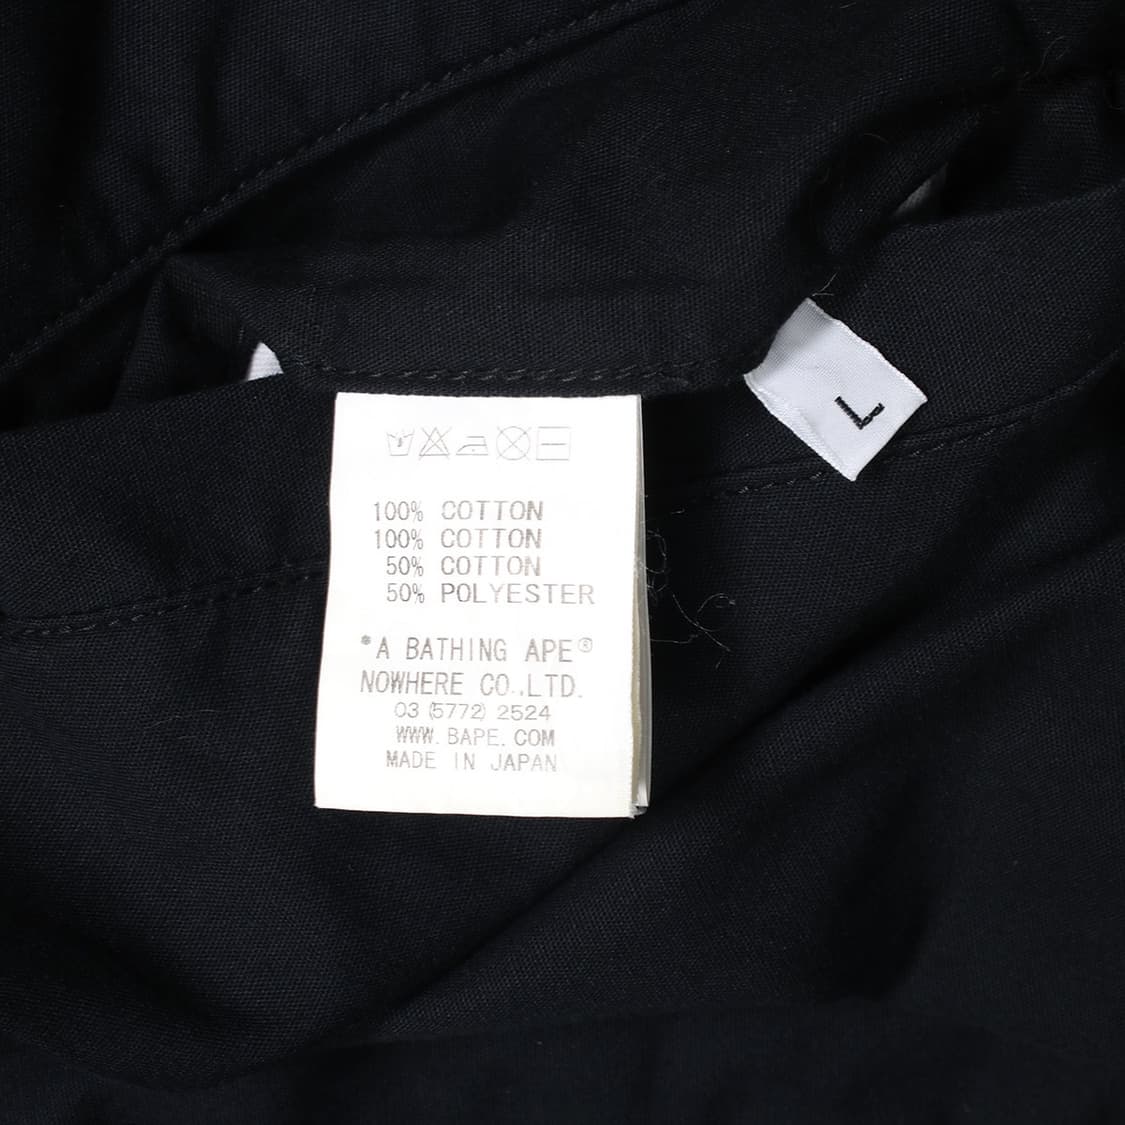 100% COTTON
100% COTTON
50% COTTON
50% POLYESTER
*A BATHING APE®
NOWHERE CO.,LTD.
03 (5772) 2524
WWW. BAPE. COM
MADE IN JAPAN
L